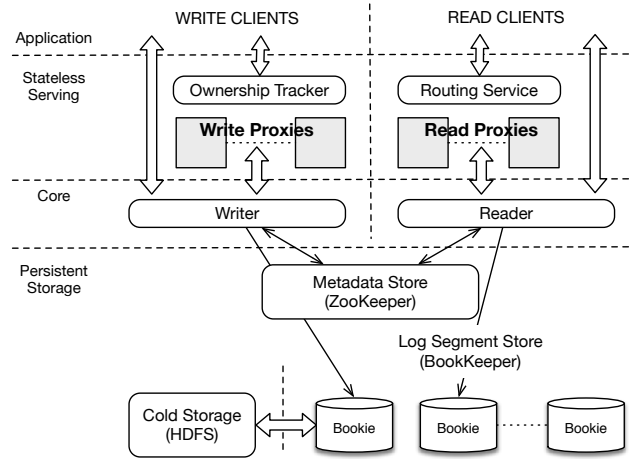 WRITE CLIENTS
READ CLIENTS
Application
Stateless
Serving
Ownership Tracker
Routing Service
Write Proxies
Read Proxies
Core
Writer
Reader
Persistent
Storage
Metadata Store
(ZooKeeper)
Log Segment Store
(BookKeeper)
Cold Storage
(HDFS)
Bookie
Bookie
Bookie